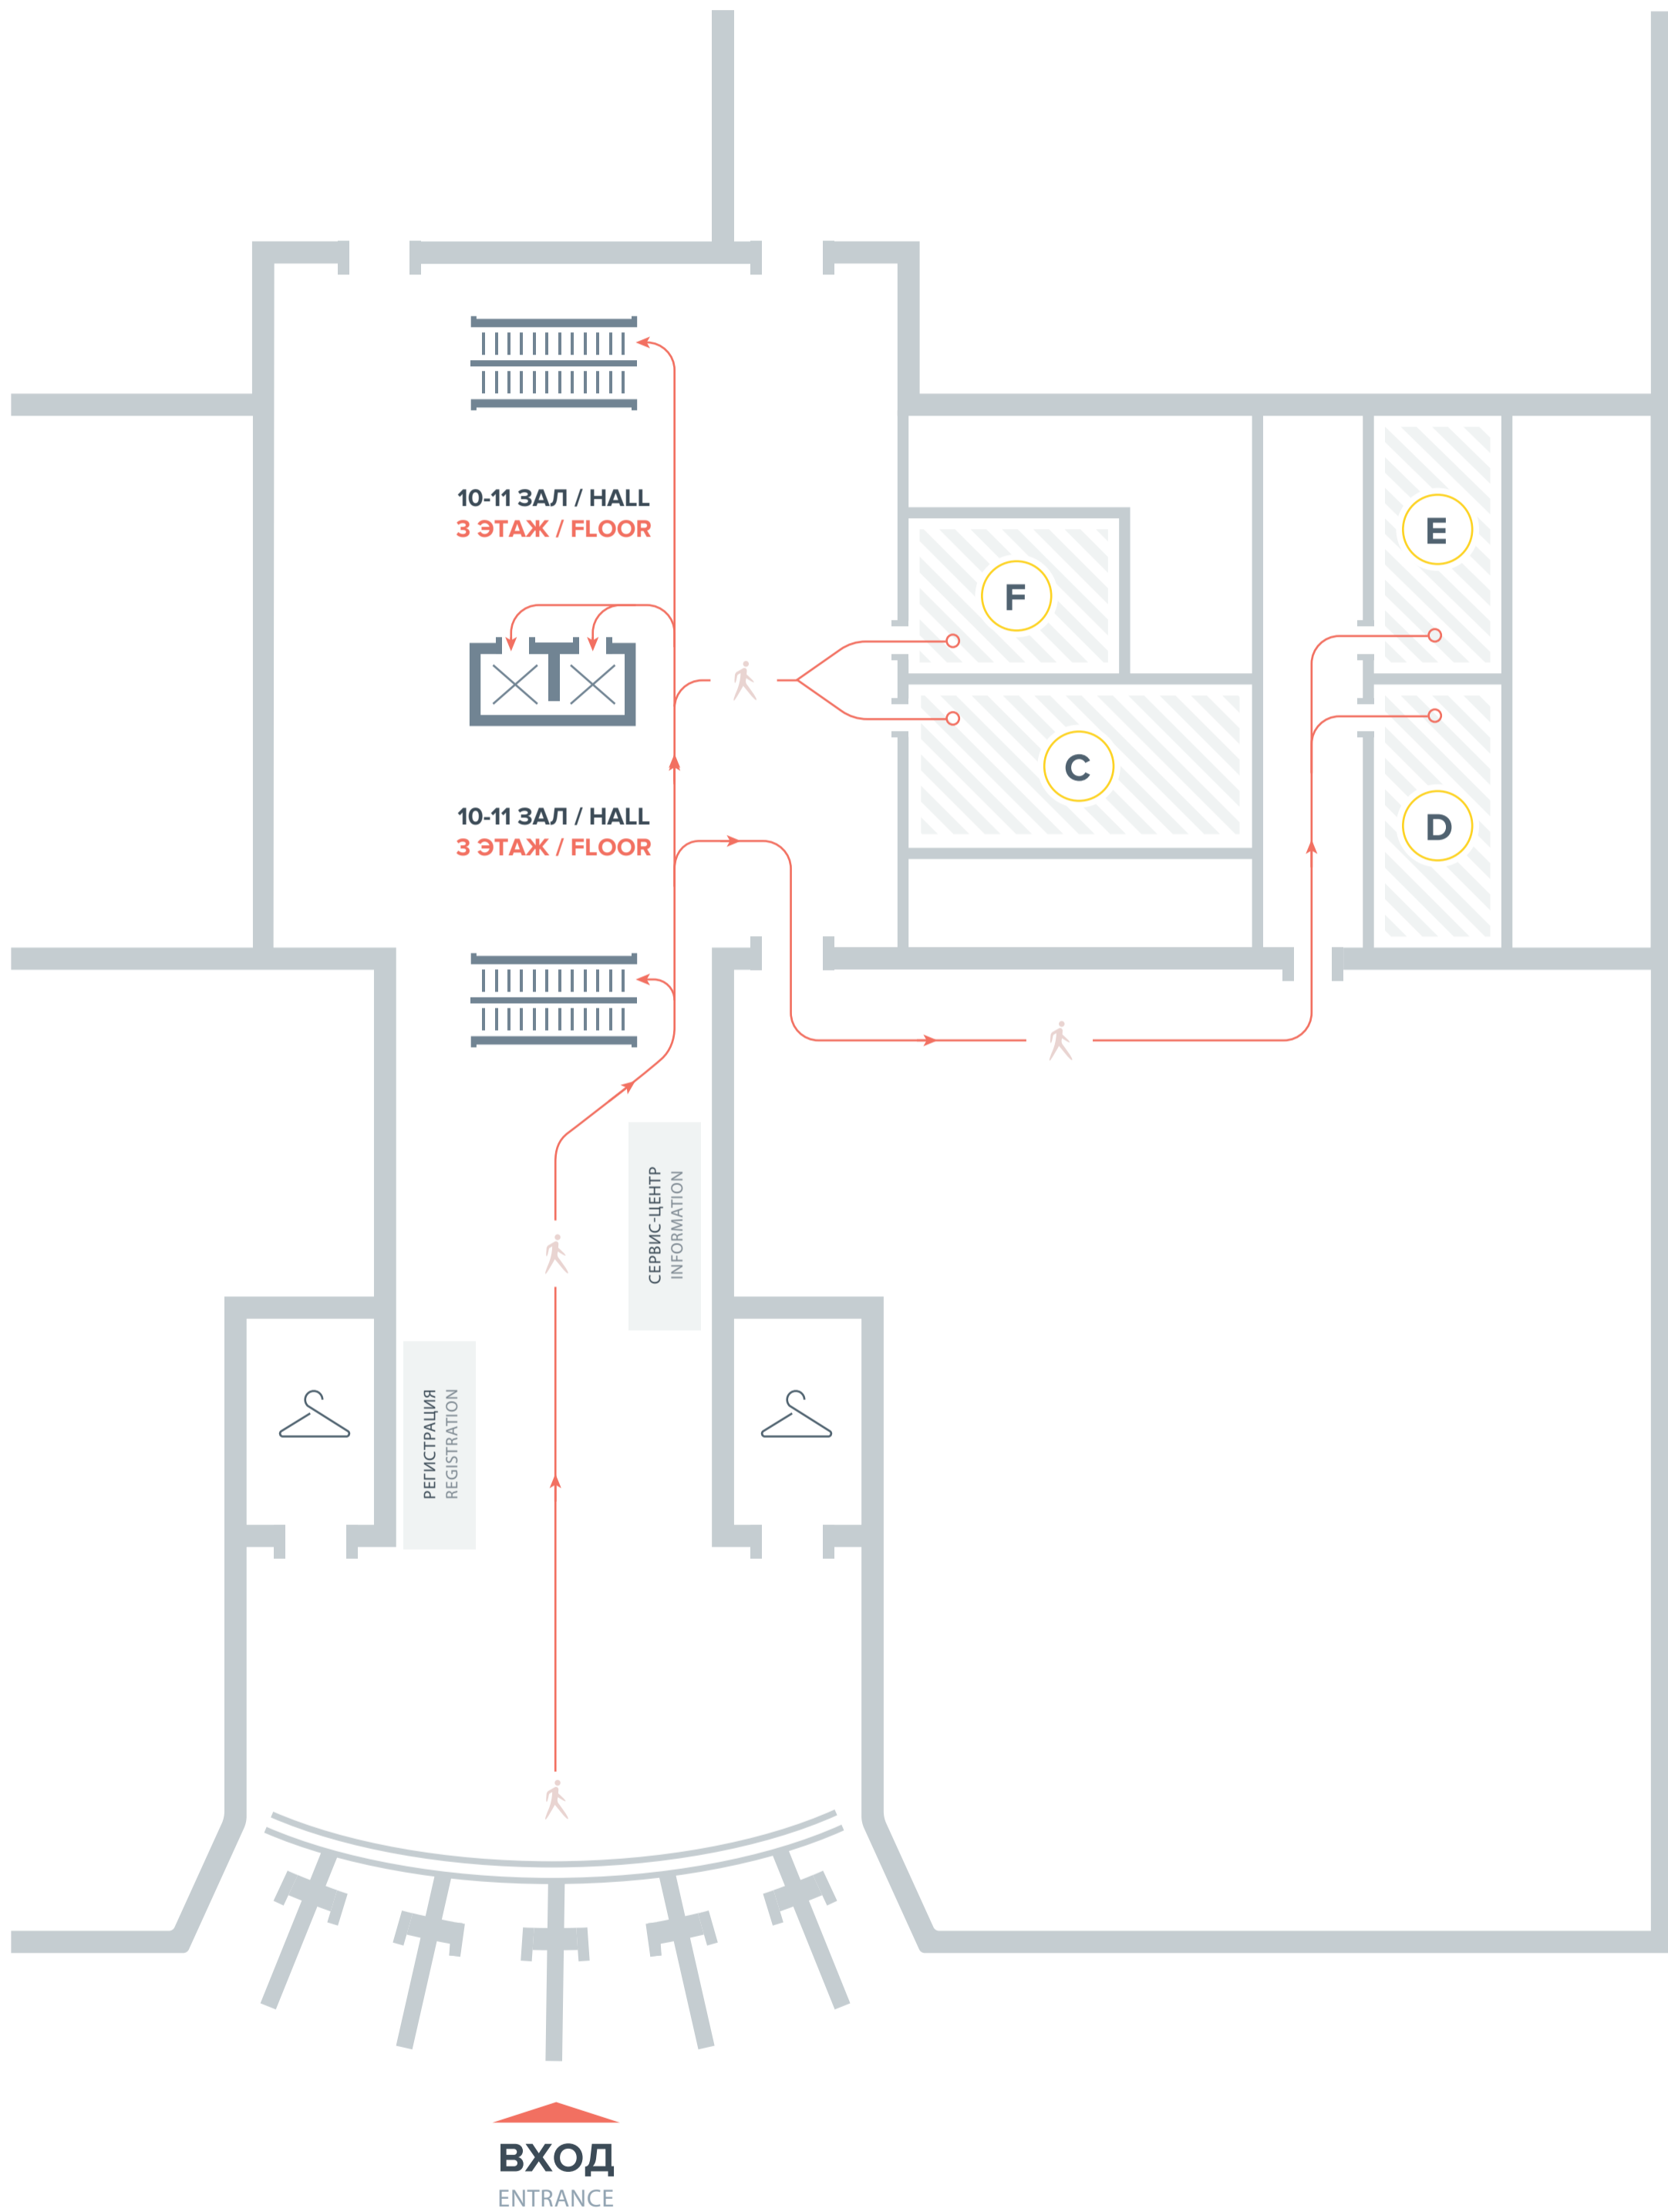 10-11 ЗАЛ / HALL
3 ЭТАЖ / FLOOR
E
F
C
10-11 ЗАЛ / HALL
3 ЭТАЖ / FLOOR
D
СЕРВИС-ЦЕНТР
INFORMATION
РЕГИСТРАЦИЯ
REGISTRATION
ВХОД
ENTRANCE